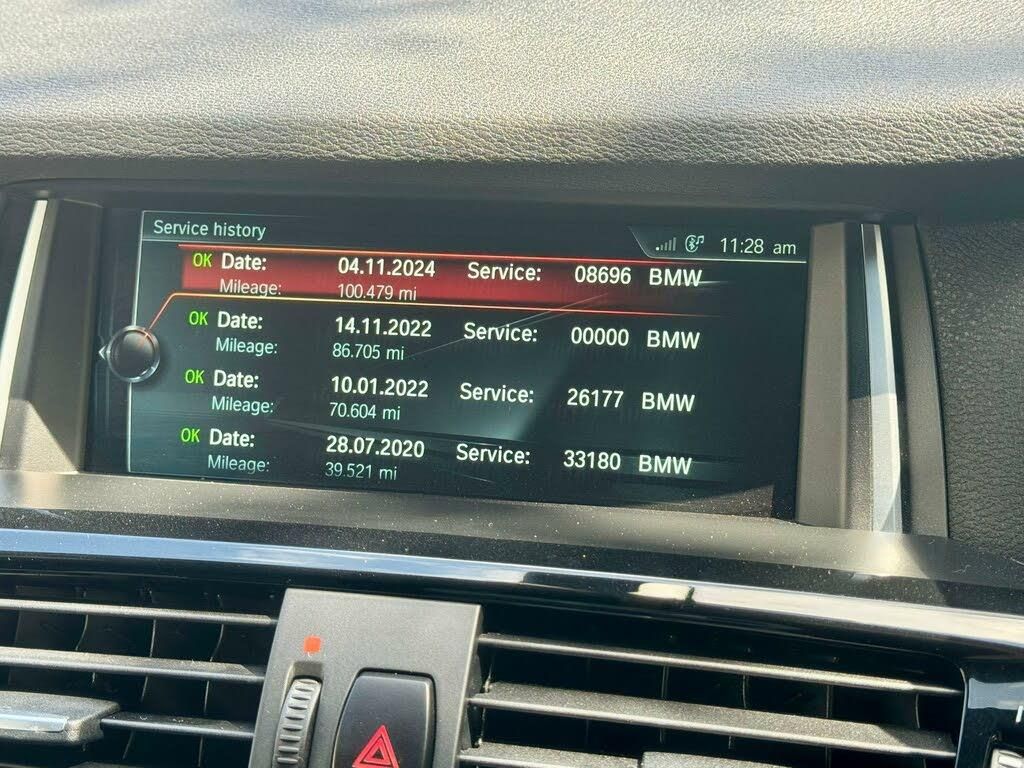 Service history
11:28 am
OK Date: 04.11.2024 Service: 08696 BMW
Mileage: 100.479 mi
OK Date: 14.11.2022 Service: 00000 BMW
Mileage: 86.705 mi
OK Date: 10.01.2022 Service: 26177 BMW
Mileage: 70.604 mi
OK Date: 28.07.2020 Service: 33180 BMW
Mileage: 39.521 mi